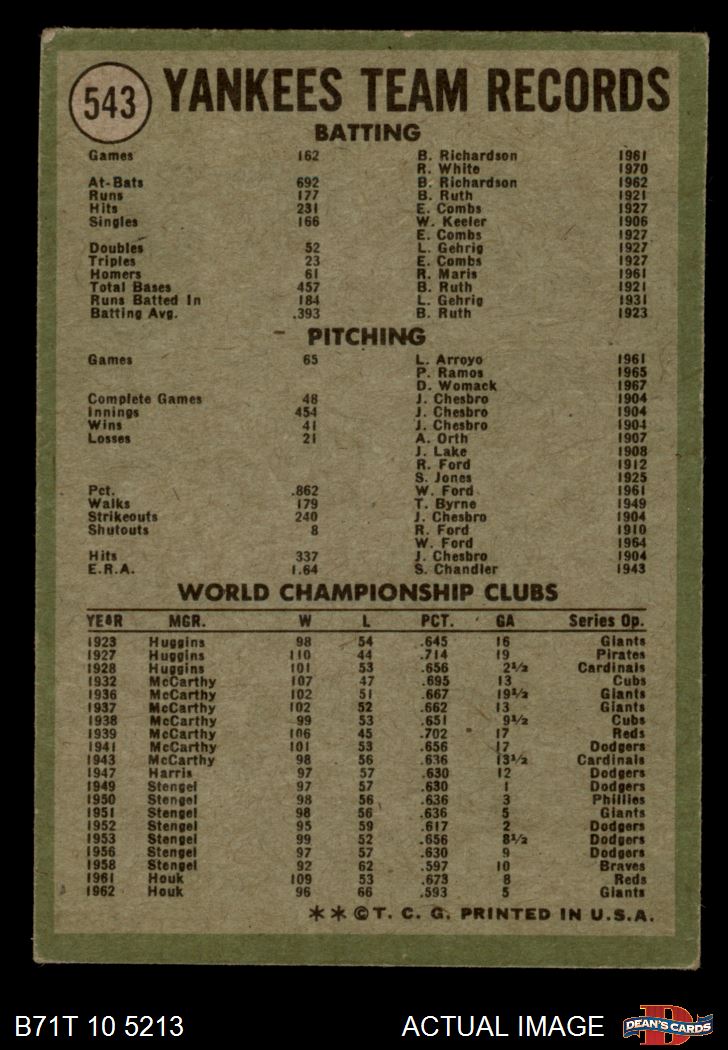 543 YANKEES TEAM RECORDS
BATTING
Games 162 B. Richardson 1961
R. White 1970
At-Bats 692 B. Richardson 1962
Runs 177 B. Ruth 1921
Hits 231 E. Combs 1927
Singles 166 W. Keeler 1906
E. Combs 1927
Doubles 52 L. Gehrig 1927
Triples 23 E. Combs 1927
Homers 61 R. Maris 1961
Total Bases 457 B. Ruth 1921
Runs Batted In 184 L. Gehrig 1931
Batting Avg. .393 B. Ruth 1923
PITCHING
Games 65 L. Arroyo 1961
P. Ramos 1965
D. Womack 1967
Complete Games 48 J. Chesbro 1904
Innings 454 J. Chesbro 1904
Wins 41 J. Chesbro 1904
Losses 21 A. Orth 1907
J. Lake 1908
R. Ford 1912
S. Jones 1925
Pct. .862 W. Ford 1961
Walks 179 T. Byrne 1949
Strikeouts 240 J. Chesbro 1904
Shutouts 8 R. Ford 1910
W. Ford 1964
Hits 337 J. Chesbro 1904
E.R.A. 1.64 S. Chandler 1943
WORLD CHAMPIONSHIP CLUBS
YEAR MGR. W L PCT. GA Series Op.
1923 Huggins 98 54 .645 16 Giants
1927 Huggins 110 44 .714 19 Pirates
1928 Huggins 101 53 .656 2½ Cardinals
1932 McCarthy 107 47 .695 13 Cubs
1936 McCarthy 102 51 .667 19½ Giants
1937 McCarthy 102 52 .662 13 Giants
1938 McCarthy 99 53 .651 9½ Cubs
1939 McCarthy 106 45 .702 17 Reds
1941 McCarthy 101 53 .656 17 Dodgers
1943 McCarthy 98 56 .636 13½ Cardinals
1947 Harris 97 57 .630 12 Dodgers
1949 Stengel 97 57 .630 1 Dodgers
1950 Stengel 98 56 .636 3 Phillies
1951 Stengel 98 56 .636 5 Giants
1952 Stengel 95 59 .617 2 Dodgers
1953 Stengel 99 52 .656 8½ Dodgers
1956 Stengel 97 57 .630 9 Dodgers
1958 Stengel 92 62 .597 10 Braves
1961 Houk 109 53 .673 8 Reds
1962 Houk 96 66 .593 5 Giants
**©T. C. G. PRINTED IN U.S.A.
B71T 10 5213 ACTUAL IMAGE D DEAN'S CARDS